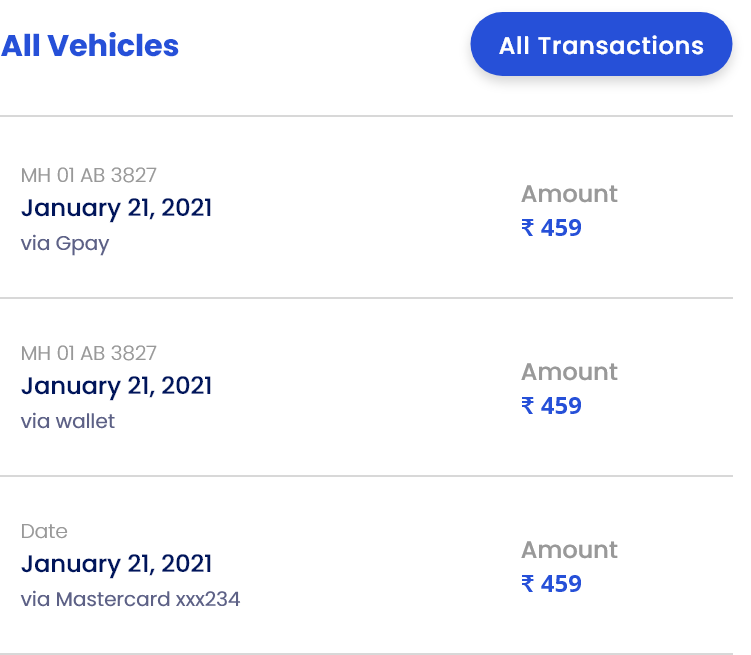 All Vehicles
All Transactions
MH 01 AB 3827
January 21, 2021
via Gpay
Amount
₹ 459
MH 01 AB 3827
January 21, 2021
via wallet
Amount
₹ 459
Date
January 21, 2021
via Mastercard xxx234
Amount
₹ 459